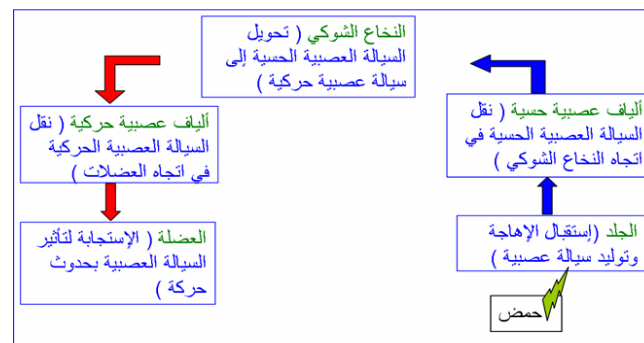 النخاع الشوكي ( تحويل
السيالة العصبية الحسية إلى
سيالة عصبية حركية )
ألياف عصبية حسية ( نقل
السيالة العصبية الحسية في
اتجاه النخاع الشوكي )
ألياف عصبية حركية ( نقل
السيالة العصبية الحركية
في اتجاه العضلات )
الجلد (إستقبال الإهاجة
وتوليد سيالة عصبية )
العضلة ( الإستجابة لتأثير
السيالة العصبية بحدوث
حركة )
حمض